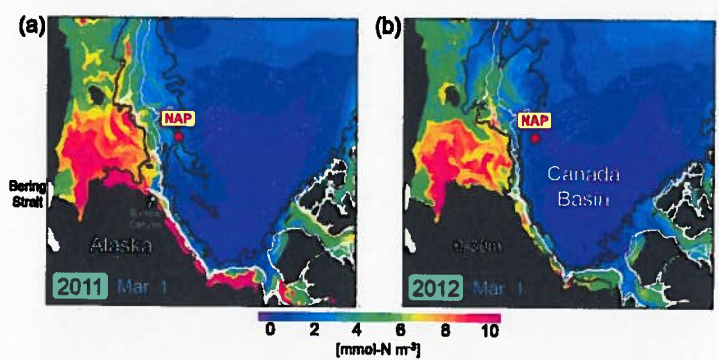 (a)
NAP
Bering
Strait
Alaska
2011 Mar 1
(b)
NAP
Canada
Basin
2012 Mar 1
0 2 4 6 8 10
[mmol-N m⁻³]